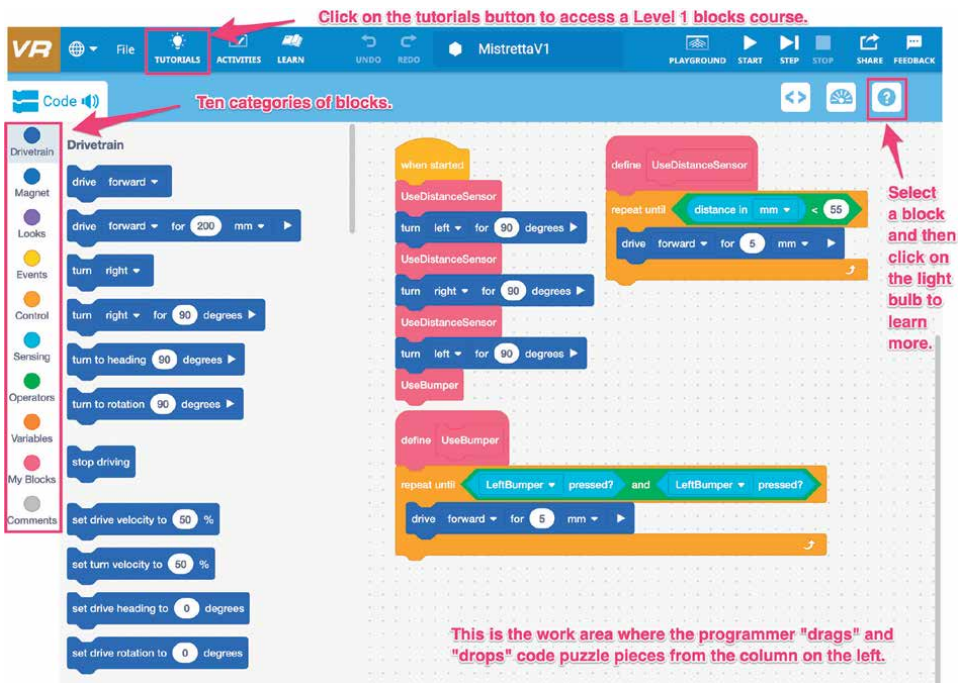 Click on the tutorials button to access a Level 1 blocks course.
VR File TUTORIALS ACTIVITIES LEARN UNDO REDO MistrettaV1 PLAYGROUND START STEP STOP SHARE FEEDBACK
Code
Ten categories of blocks.
<> ?
Drivetrain
Magnet
Looks
Events
Control
Sensing
Operators
Variables
My Blocks
Comments
Drivetrain
drive forward
drive forward for 200 mm
turn right
turn right for 90 degrees
turn to heading 90 degrees
turn to rotation 90 degrees
stop driving
set drive velocity to 50 %
set turn velocity to 50 %
set drive heading to 0 degrees
set drive rotation to 0 degrees
when started
UseDistanceSensor
turn left for 90 degrees
UseDistanceSensor
turn right for 90 degrees
UseDistanceSensor
turn left for 90 degrees
UseBumper
define UseDistanceSensor
repeat until distance in mm < 55
drive forward for 5 mm
define UseBumper
repeat until LeftBumper pressed? and LeftBumper pressed?
drive forward for 5 mm
Select
a block
and then
click on
the light
bulb to
learn
more.
This is the work area where the programmer "drags" and
"drops" code puzzle pieces from the column on the left.